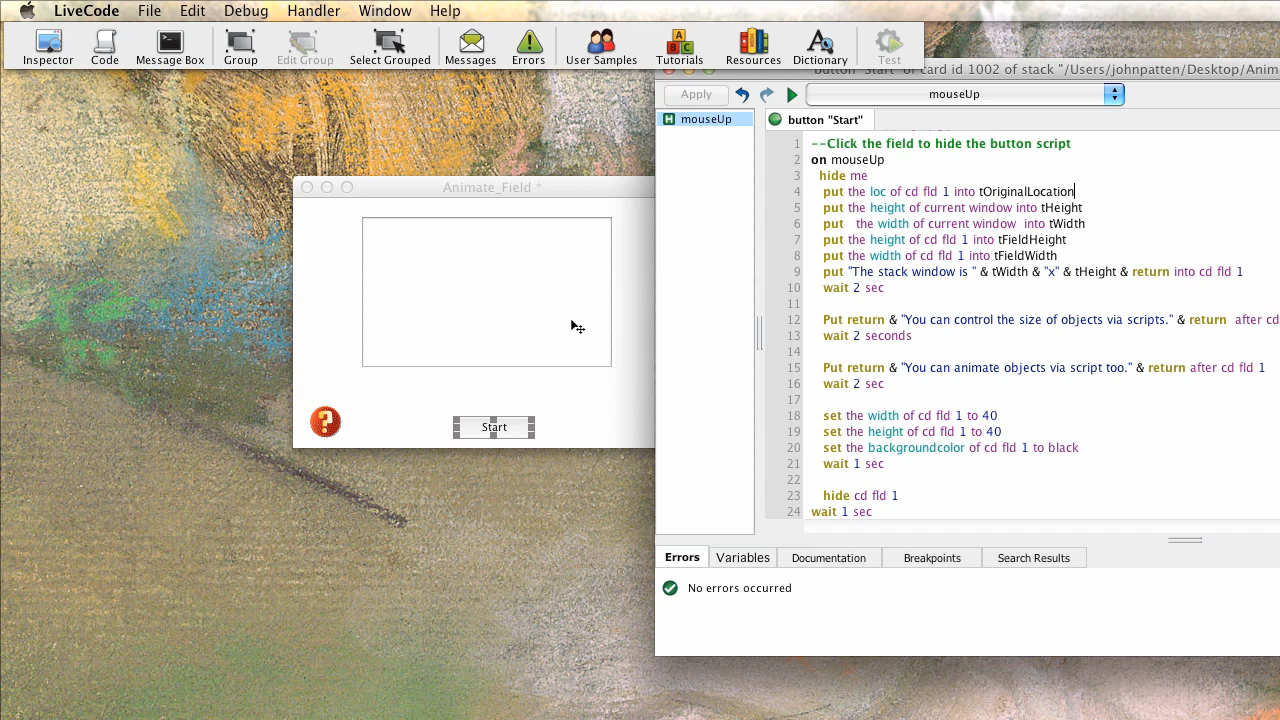 LiveCode File Edit Debug Handler Window Help
Inspector Code Message Box Group Edit Group Select Grouped Messages Errors User Samples Tutorials Resources Dictionary Test
button "Start" of card id 1002 of stack "/Users/johnpatten/Desktop/Anim
Apply mouseUp
H mouseUp
button "Start"
Animate_Field *
?
Start
1 --Click the field to hide the button script
2 on mouseUp
3 hide me
4 put the loc of cd fld 1 into tOriginalLocation
5 put the height of current window into tHeight
6 put the width of current window into tWidth
7 put the height of cd fld 1 into tFieldHeight
8 put the width of cd fld 1 into tFieldWidth
9 put "The stack window is " & tWidth & "x" & tHeight & return into cd fld 1
10 wait 2 sec
11
12 Put return & "You can control the size of objects via scripts." & return after cd
13 wait 2 seconds
14
15 Put return & "You can animate objects via script too." & return after cd fld 1
16 wait 2 sec
17
18 set the width of cd fld 1 to 40
19 set the height of cd fld 1 to 40
20 set the backgroundcolor of cd fld 1 to black
21 wait 1 sec
22
23 hide cd fld 1
24 wait 1 sec
Errors Variables Documentation Breakpoints Search Results
No errors occurred